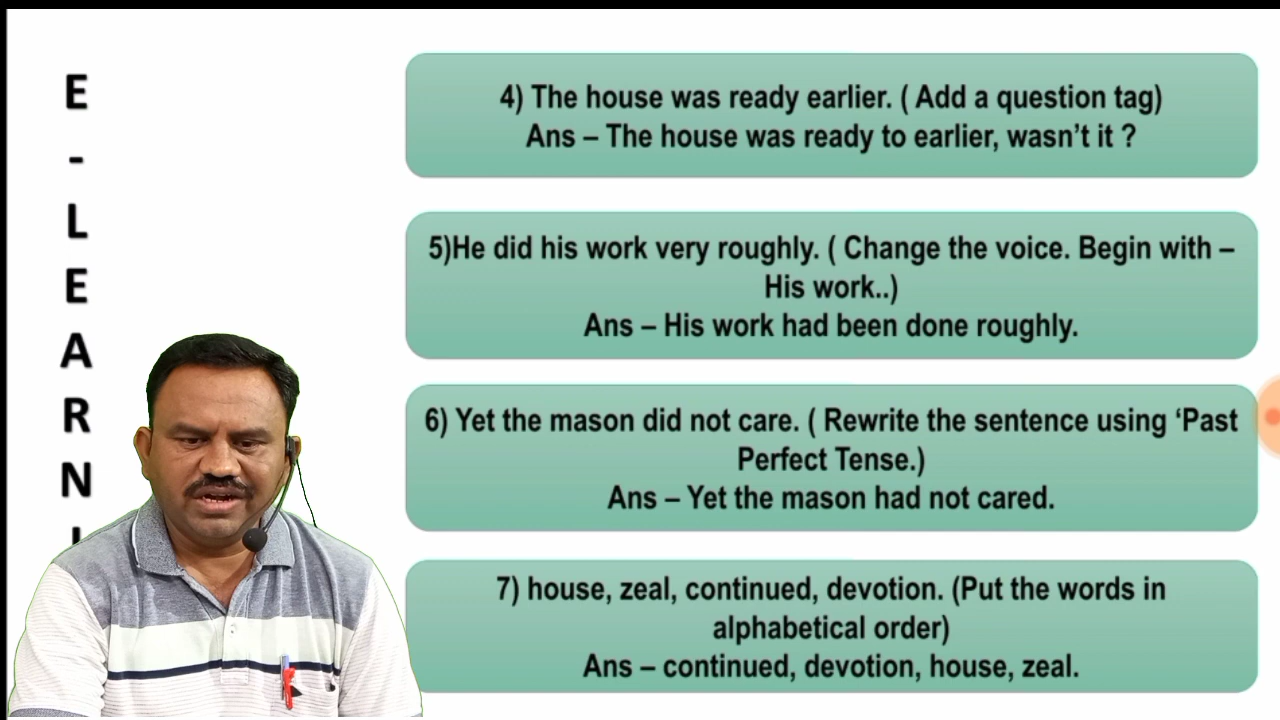 E
-
L
E
A
R
N
4) The house was ready earlier. ( Add a question tag)
Ans – The house was ready to earlier, wasn't it ?
5)He did his work very roughly. ( Change the voice. Begin with –
His work..)
Ans – His work had been done roughly.
6) Yet the mason did not care. ( Rewrite the sentence using ‘Past
Perfect Tense.)
Ans – Yet the mason had not cared.
7) house, zeal, continued, devotion. (Put the words in
alphabetical order)
Ans – continued, devotion, house, zeal.